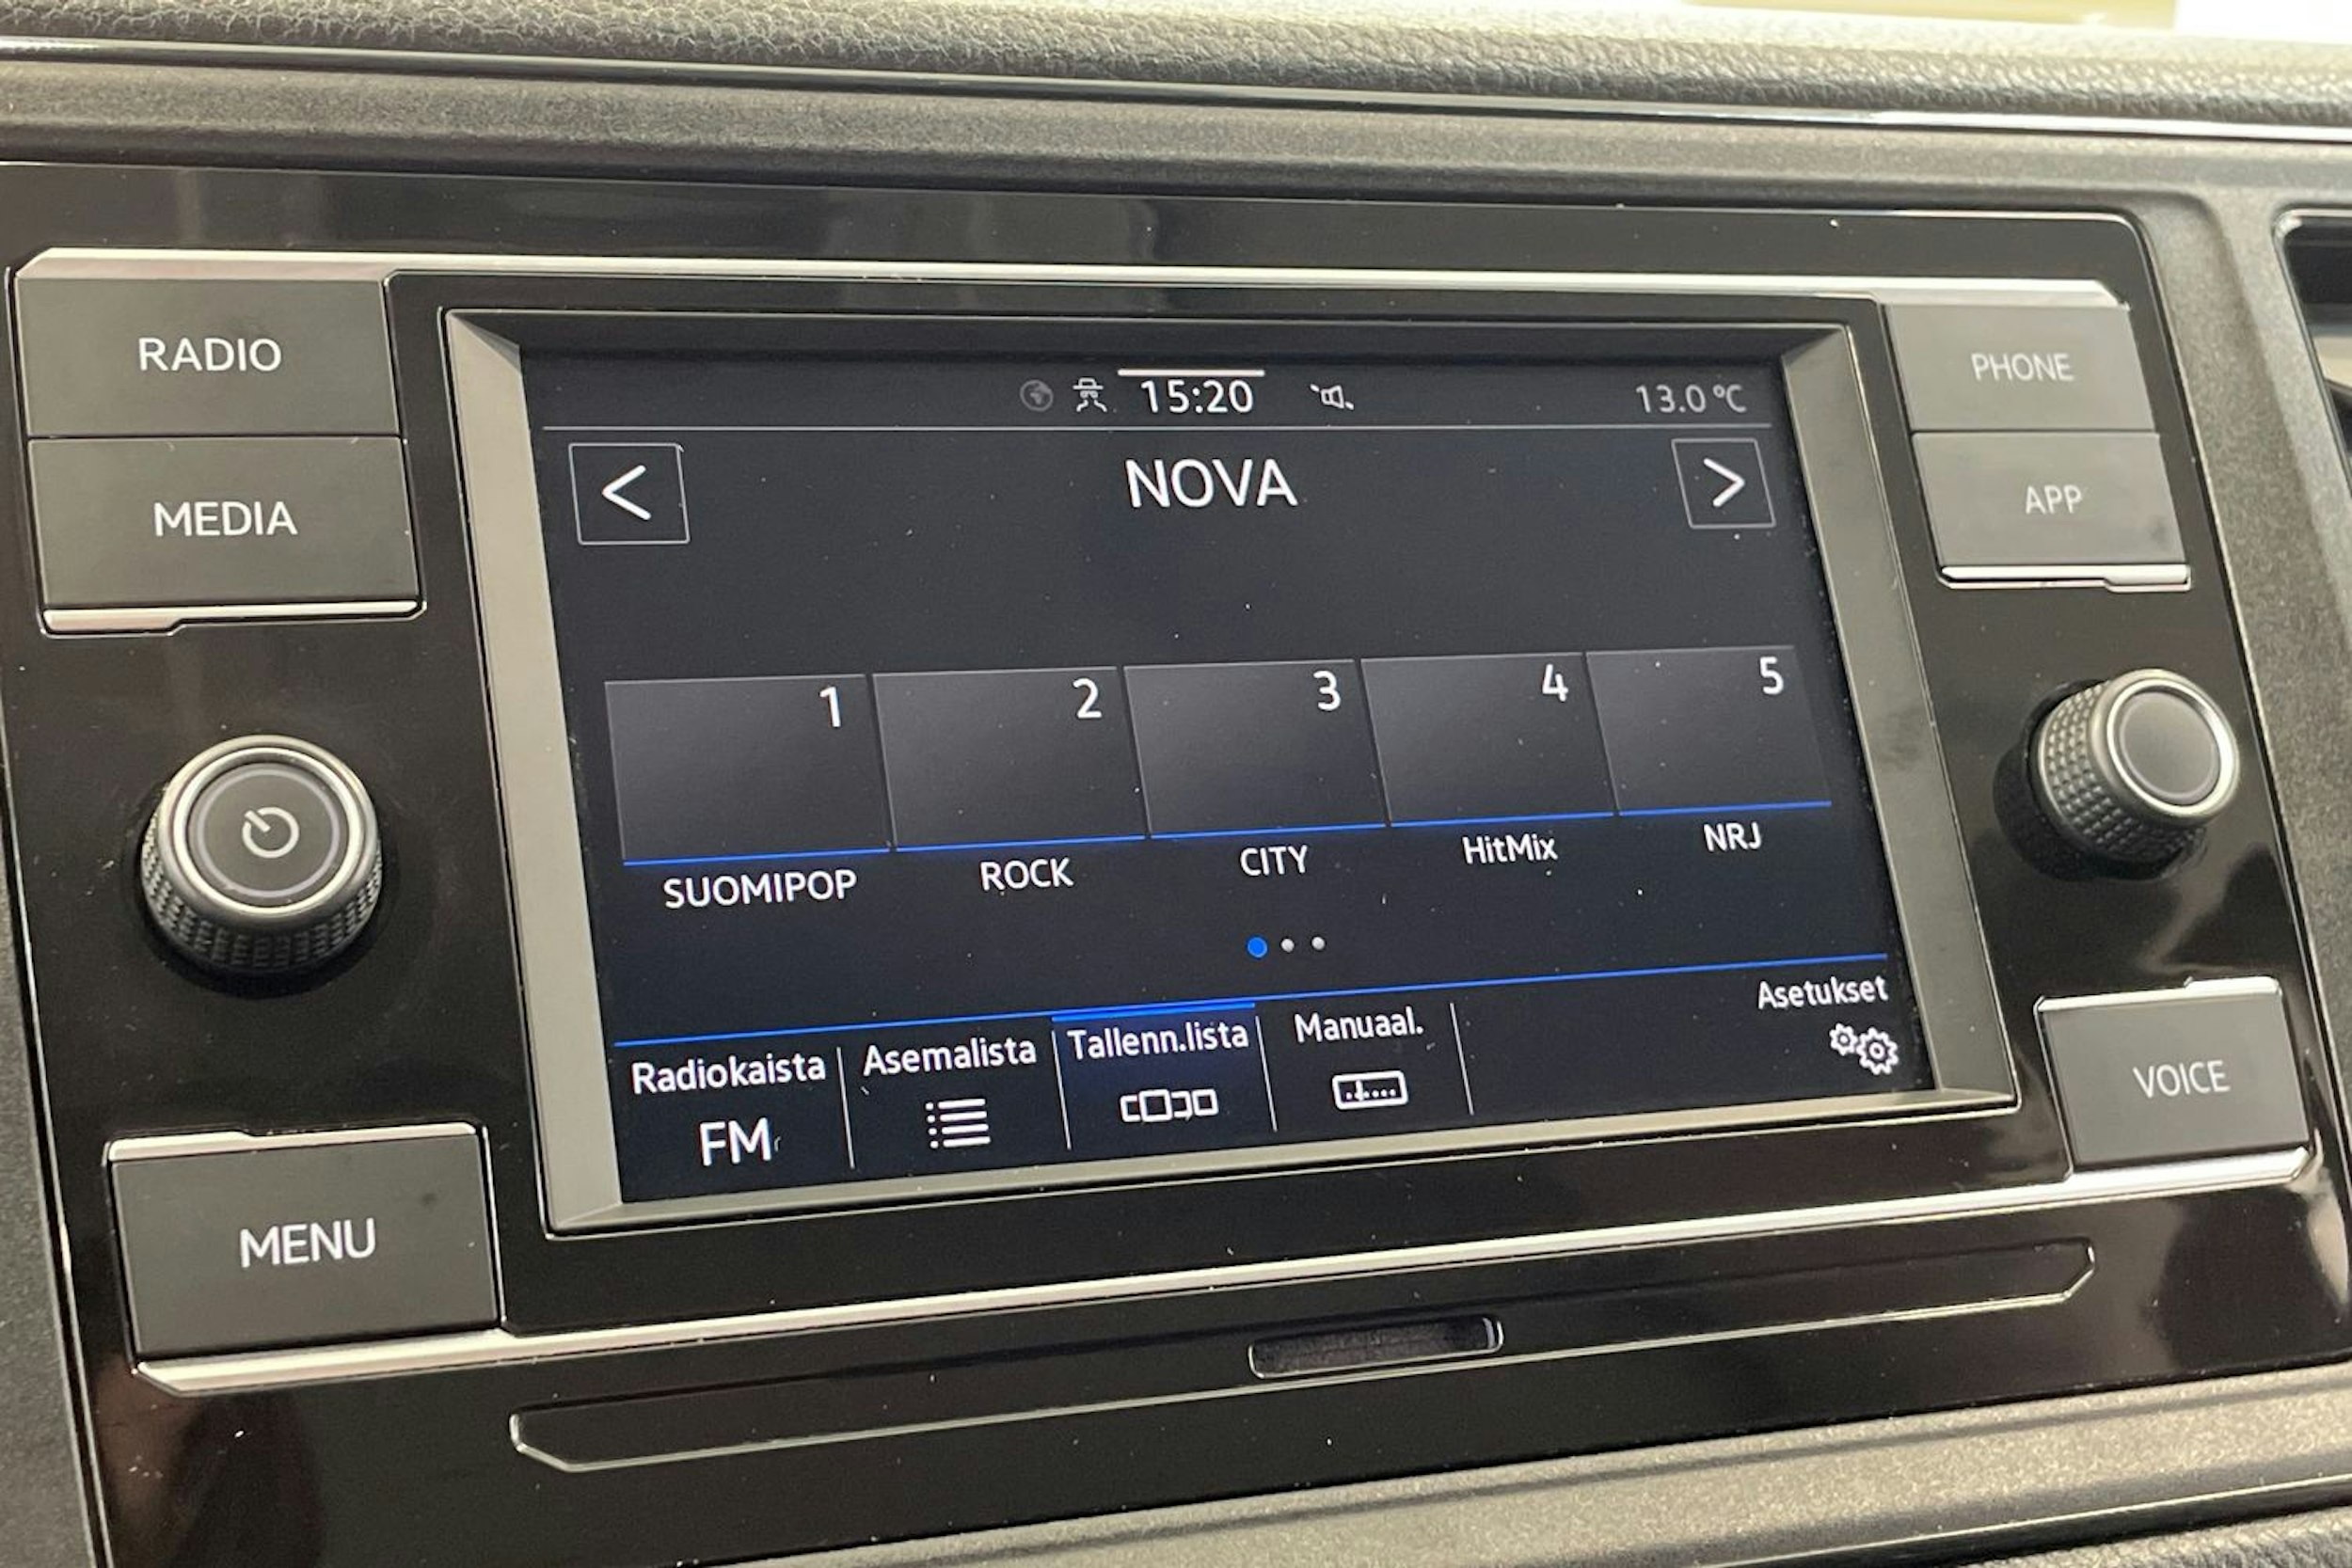 RADIO
MEDIA
MENU
15:20
13.0 °C
<
NOVA
>
1 2 3 4 5
SUOMIPOP ROCK CITY HitMix NRJ
Radiokaista Asemalista Tallenn.lista Manuaal. Asetukset
FM
PHONE
APP
VOICE